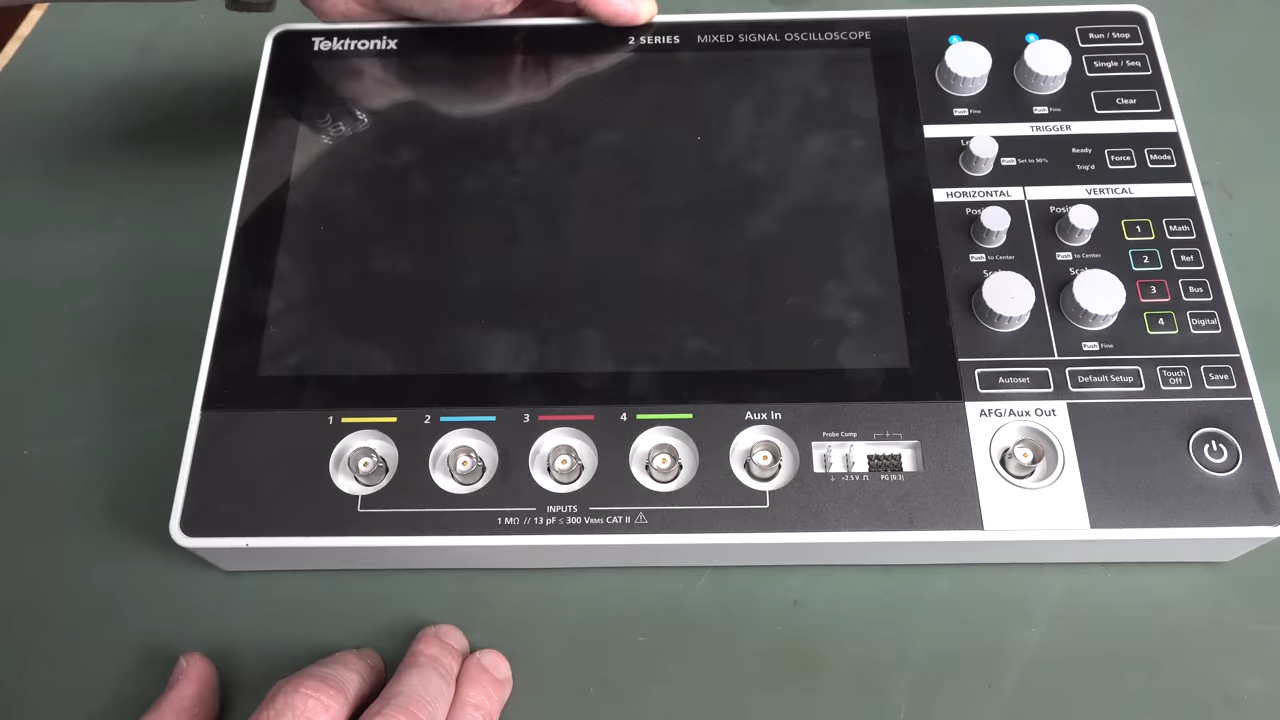 Tektronix
2 SERIES MIXED SIGNAL OSCILLOSCOPE
A
B
Run / Stop
Single / Seq
Clear
Push Fine
Push Fine
TRIGGER
Push Set to 50%
Ready
Trig'd
Force
Mode
HORIZONTAL
VERTICAL
Push to Center
Push to Center
1
Math
2
Ref
3
Bus
4
Digital
Push Fine
Autoset
Default Setup
Touch Off
Save
1
2
3
4
Aux In
Probe Comp
~2.5 V
PG [0:3]
INPUTS
1 MΩ // 13 pF ≤ 300 VRMS CAT II
AFG/Aux Out